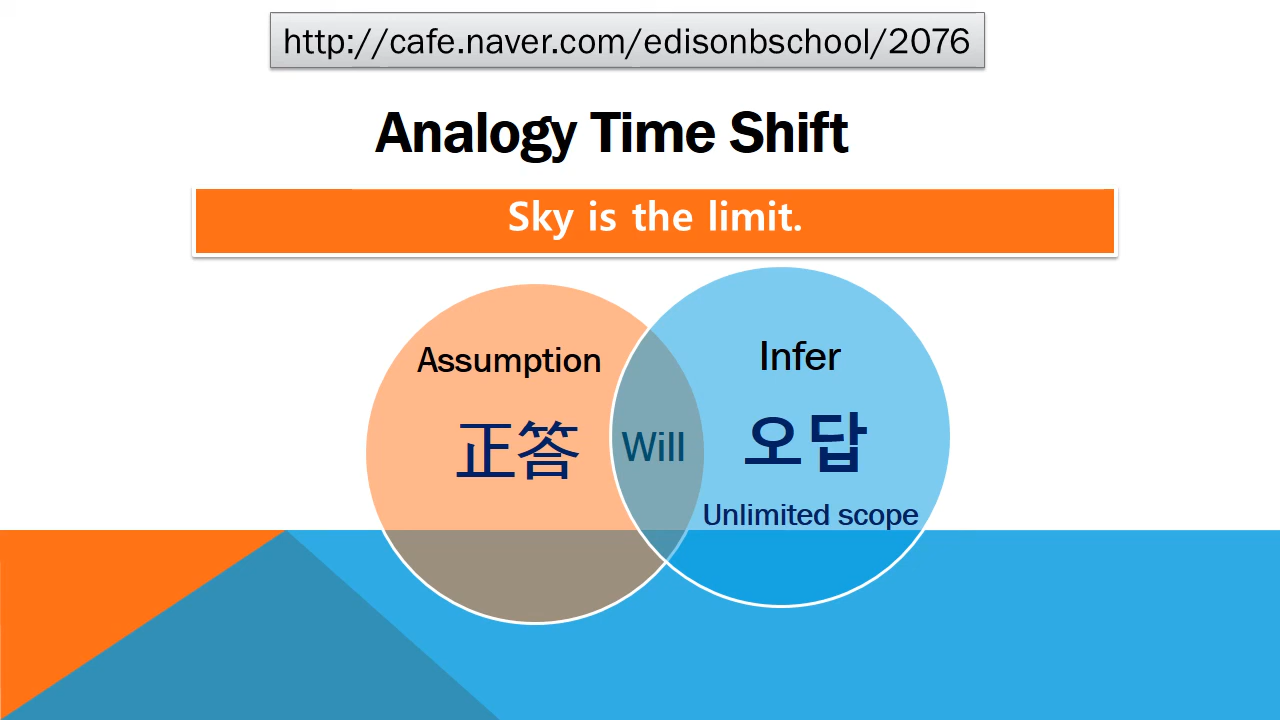 http://cafe.naver.com/edisonbschool/2076
Analogy Time Shift
Sky is the limit.
Assumption
正答
Will
Infer
오답
Unlimited scope